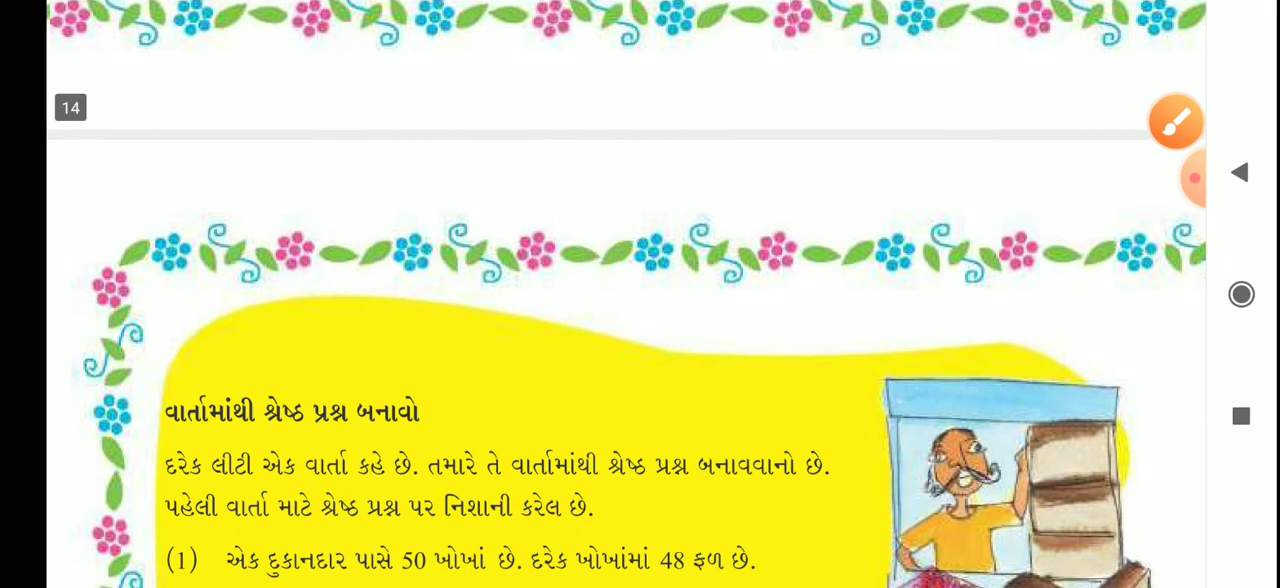 14
વાર્તામાંથી શ્રેષ્ઠ પ્રશ્ન બનાવો
દરેક લીટી એક વાર્તા કહે છે. તમારે તે વાર્તામાંથી શ્રેષ્ઠ પ્રશ્ન બનાવવાનો છે.
પહેલી વાર્તા માટે શ્રેષ્ઠ પ્રશ્ન પર નિશાની કરેલ છે.
(1) એક દુકાનદાર પાસે 50 ખોખાં છે. દરેક ખોખાંમાં 48 ફળ છે.